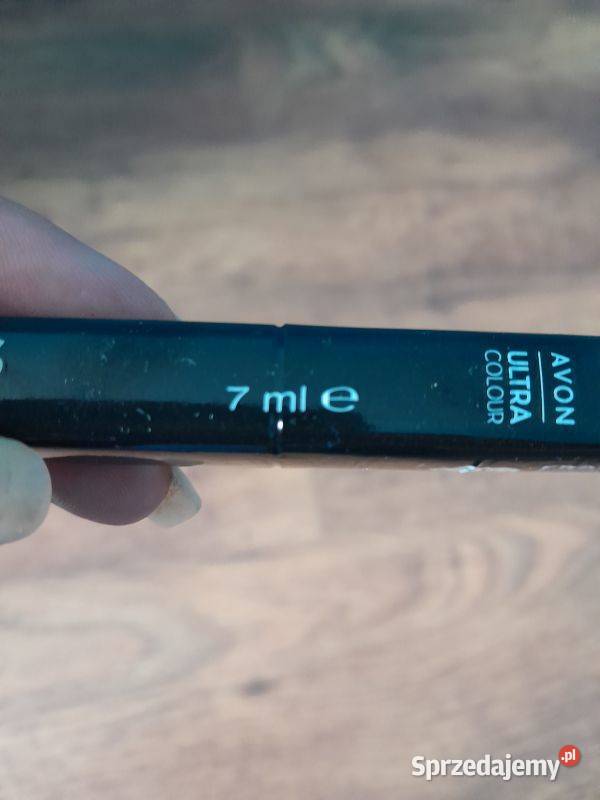 7 ml ℮
AVON
ULTRA
COLOUR
Sprzedajemy.pl